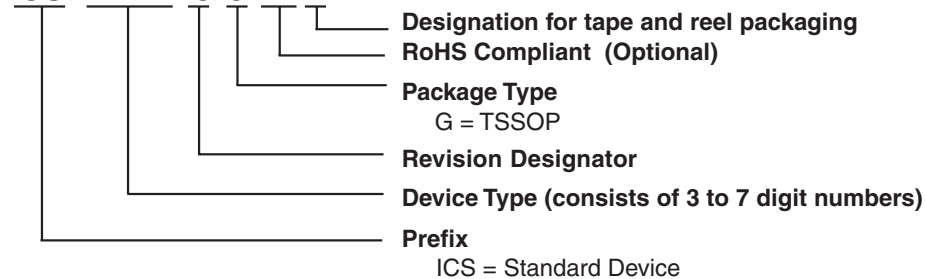 Designation for tape and reel packaging
RoHS Compliant (Optional)
Package Type
G = TSSOP
Revision Designator
Device Type (consists of 3 to 7 digit numbers)
Prefix
ICS = Standard Device